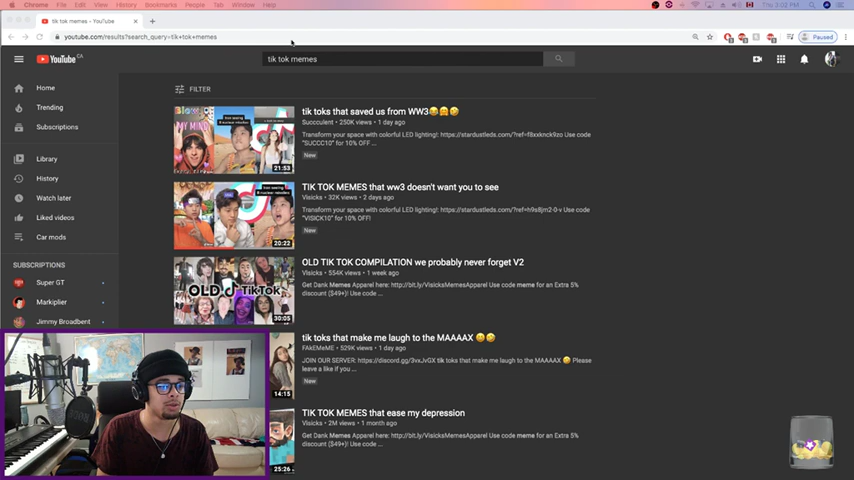 Chrome File Edit View History Bookmarks People Tab Window Help
Thu 3:02 PM
tik tok memes - YouTube
youtube.com/results?search_query=tik+tok+memes
Paused
YouTube CA
tik tok memes
Home
Trending
Subscriptions
Library
History
Watch later
Liked videos
Car mods
SUBSCRIPTIONS
Super GT
Markiplier
Jimmy Broadbent
FILTER
MY MIND
21:53
tik toks that saved us from WW3😂🤗🤣
Succculent • 250K views • 1 day ago
Transform your space with colorful LED lighting!: https://stardustleds.com/?ref=f8xxknck9zo Use code
"SUCCC10" for 10% OFF ...
New
20:22
TIK TOK MEMES that ww3 doesn't want you to see
Visicks • 32K views • 2 days ago
Transform your space with colorful LED lighting!: https://stardustleds.com/?ref=h9s8jm2-0-v Use code
"VISICK10" for 10% OFF!
New
OLD TikTok
30:05
OLD TIK TOK COMPILATION we probably never forget V2
Visicks • 554K views • 1 week ago
Get Dank Memes Apparel here: http://bit.ly/VisicksMemesApparel Use code meme for an Extra 5%
discount ($49+)! Use code ...
14:15
tik toks that make me laugh to the MAAAAX 😆😆
FAkeMeME • 529K views • 1 day ago
JOIN OUR SERVER: https://discord.gg/3vxJvGX tik toks that make me laugh to the MAAAAX 🤣 Please
leave a like if you ...
New
25:26
TIK TOK MEMES that ease my depression
Visicks • 2M views • 1 month ago
Get Dank Memes Apparel here: http://bit.ly/VisicksMemesApparel Use code meme for an Extra 5%
discount ($49+)! Use code ...